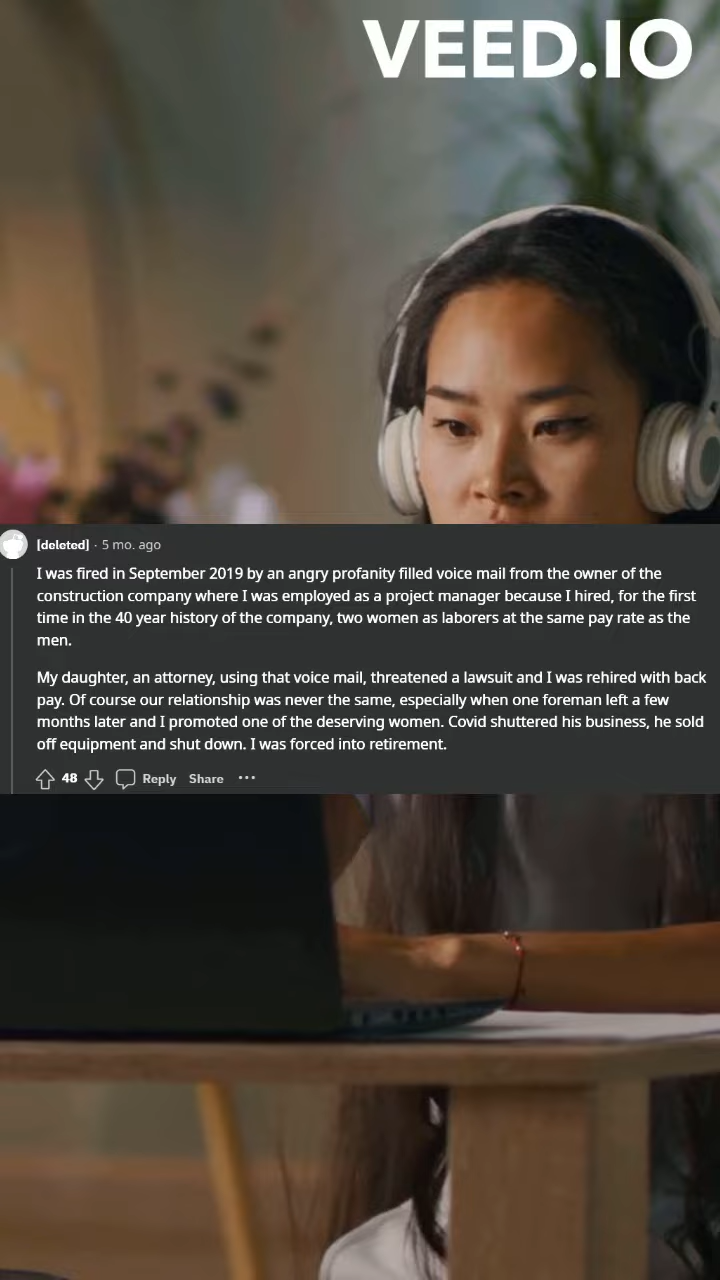 VEED.IO
[deleted] · 5 mo. ago
I was fired in September 2019 by an angry profanity filled voice mail from the owner of the
construction company where I was employed as a project manager because I hired, for the first
time in the 40 year history of the company, two women as laborers at the same pay rate as the
men.
My daughter, an attorney, using that voice mail, threatened a lawsuit and I was rehired with back
pay. Of course our relationship was never the same, especially when one foreman left a few
months later and I promoted one of the deserving women. Covid shuttered his business, he sold
off equipment and shut down. I was forced into retirement.
48 Reply Share ···